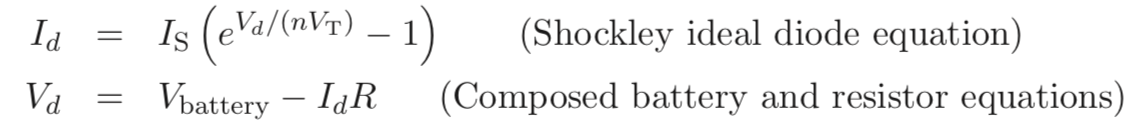 I_d = I_S (e^{V_d/(nV_T)} − 1) (Shockley ideal diode equation)
V_d = V_battery − I_d R (Composed battery and resistor equations)